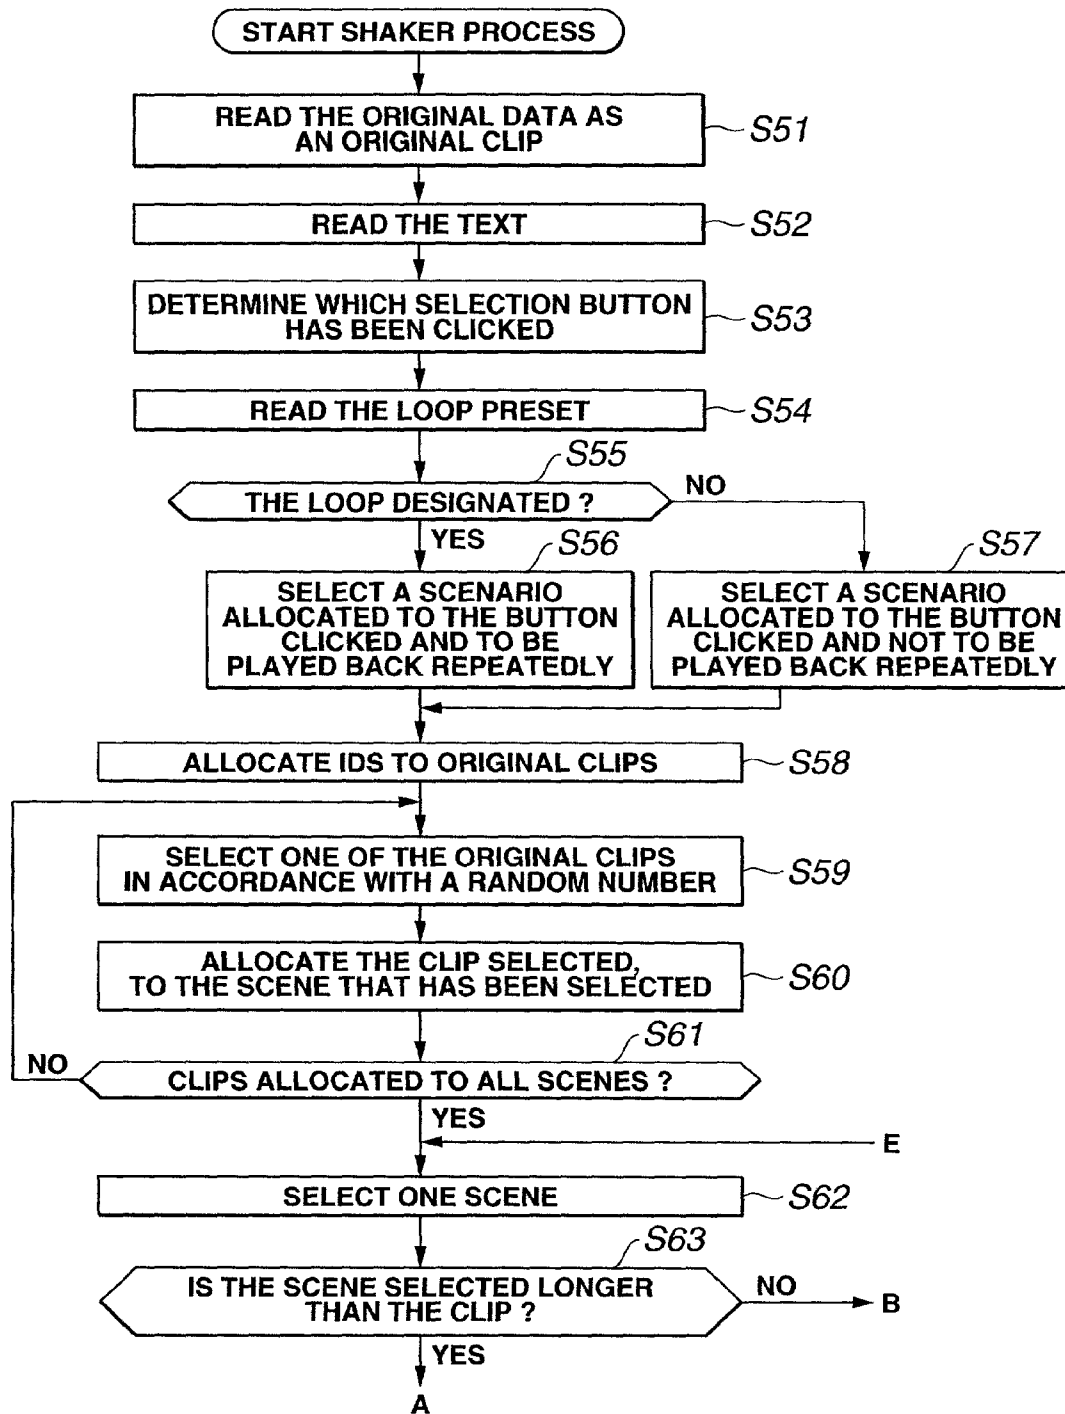 START SHAKER PROCESS
READ THE ORIGINAL DATA AS
AN ORIGINAL CLIP
S51
READ THE TEXT
S52
DETERMINE WHICH SELECTION BUTTON
HAS BEEN CLICKED
S53
READ THE LOOP PRESET
S54
S55
THE LOOP DESIGNATED ?
NO
YES
S56
SELECT A SCENARIO
ALLOCATED TO THE BUTTON
CLICKED AND TO BE
PLAYED BACK REPEATEDLY
S57
SELECT A SCENARIO
ALLOCATED TO THE BUTTON
CLICKED AND NOT TO BE
PLAYED BACK REPEATEDLY
ALLOCATE IDS TO ORIGINAL CLIPS
S58
SELECT ONE OF THE ORIGINAL CLIPS
IN ACCORDANCE WITH A RANDOM NUMBER
S59
ALLOCATE THE CLIP SELECTED,
TO THE SCENE THAT HAS BEEN SELECTED
S60
S61
NO
CLIPS ALLOCATED TO ALL SCENES ?
YES
E
SELECT ONE SCENE
S62
S63
IS THE SCENE SELECTED LONGER
THAN THE CLIP ?
NO
B
YES
A